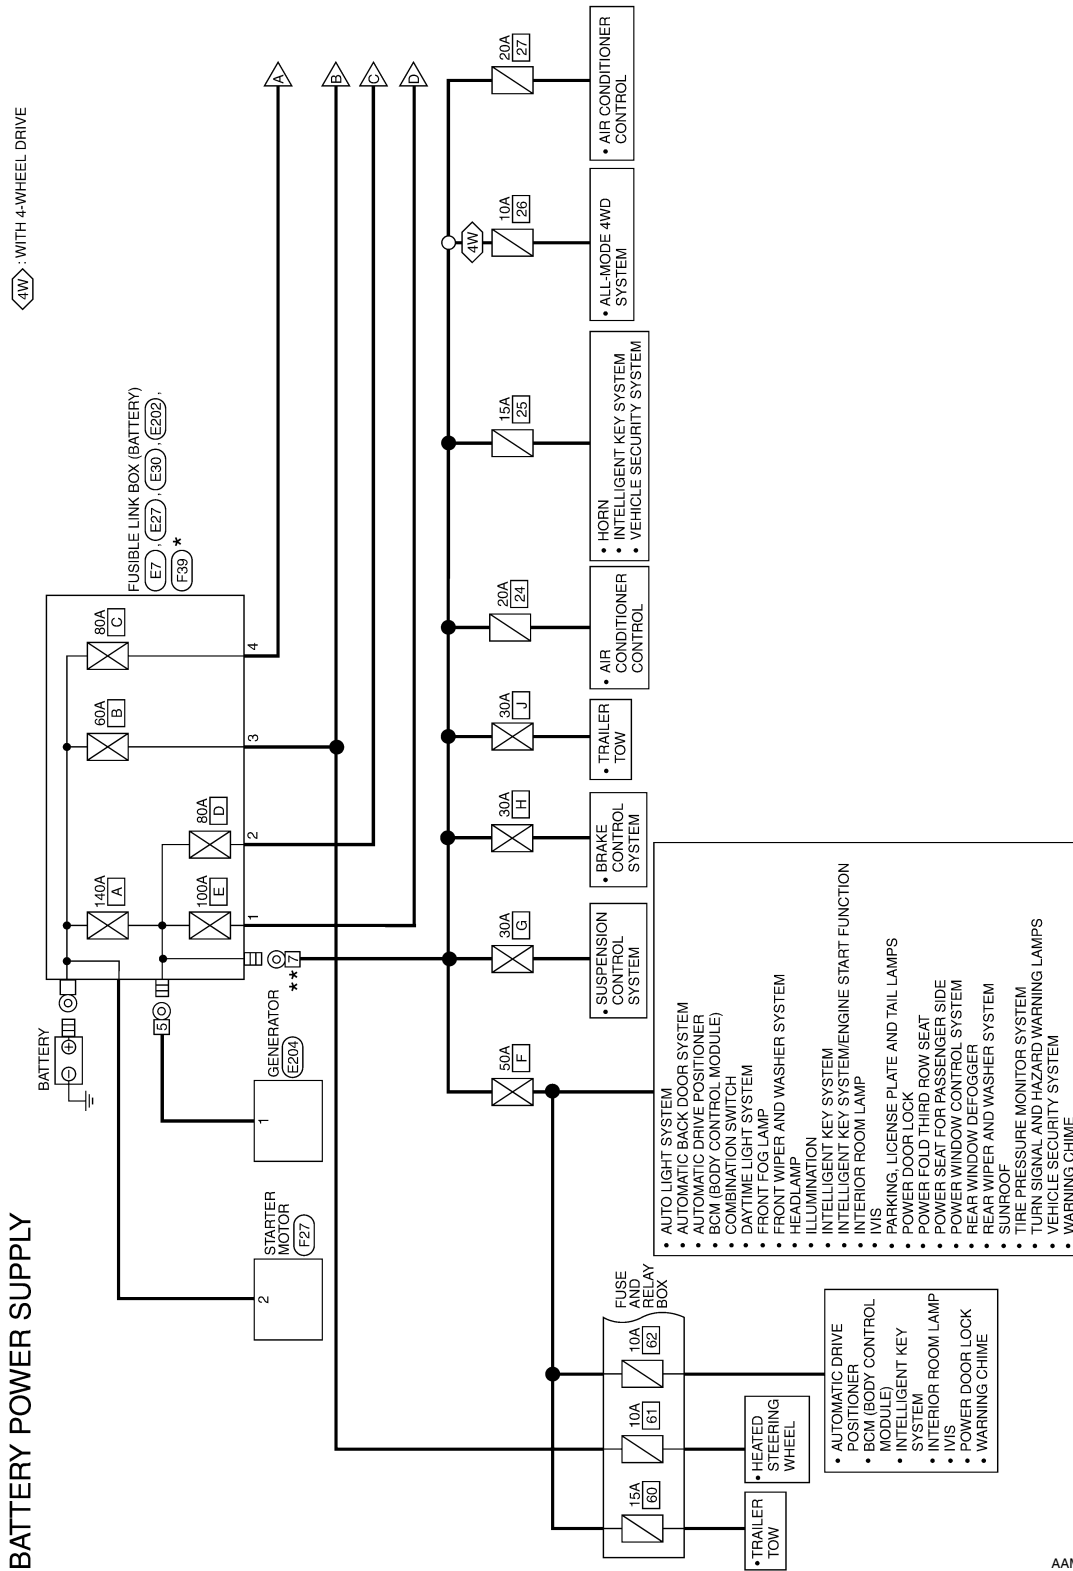 BATTERY POWER SUPPLY
4W : WITH 4-WHEEL DRIVE
BATTERY
FUSIBLE LINK BOX (BATTERY)
E7 , E27 , E30 , E202 ,
F39 *
140A
A
60A
B
80A
C
100A
E
80A
D
5
**
7
1
2
3
4
A
B
C
D
STARTER
MOTOR
F27
2
GENERATOR
E204
1
50A
F
30A
G
30A
H
30A
J
20A
24
15A
25
4W
10A
26
20A
27
• SUSPENSION
CONTROL
SYSTEM
• BRAKE
CONTROL
SYSTEM
• TRAILER
TOW
• AIR
CONDITIONER
CONTROL
• HORN
• INTELLIGENT KEY SYSTEM
• VEHICLE SECURITY SYSTEM
• ALL-MODE 4WD
SYSTEM
• AIR CONDITIONER
CONTROL
• AUTO LIGHT SYSTEM
• AUTOMATIC BACK DOOR SYSTEM
• AUTOMATIC DRIVE POSITIONER
• BCM (BODY CONTROL MODULE)
• COMBINATION SWITCH
• DAYTIME LIGHT SYSTEM
• FRONT FOG LAMP
• FRONT WIPER AND WASHER SYSTEM
• HEADLAMP
• ILLUMINATION
• INTELLIGENT KEY SYSTEM
• INTELLIGENT KEY SYSTEM/ENGINE START FUNCTION
• INTERIOR ROOM LAMP
• IVIS
• PARKING, LICENSE PLATE AND TAIL LAMPS
• POWER DOOR LOCK
• POWER FOLD THIRD ROW SEAT
• POWER SEAT FOR PASSENGER SIDE
• POWER WINDOW CONTROL SYSTEM
• REAR WINDOW DEFOGGER
• REAR WIPER AND WASHER SYSTEM
• SUNROOF
• TIRE PRESSURE MONITOR SYSTEM
• TURN SIGNAL AND HAZARD WARNING LAMPS
• VEHICLE SECURITY SYSTEM
• WARNING CHIME
FUSE
AND
RELAY
BOX
15A
60
10A
61
10A
62
• TRAILER
TOW
• HEATED
STEERING
WHEEL
• AUTOMATIC DRIVE
POSITIONER
• BCM (BODY CONTROL
MODULE)
• INTELLIGENT KEY
SYSTEM
• INTERIOR ROOM LAMP
• IVIS
• POWER DOOR LOCK
• WARNING CHIME